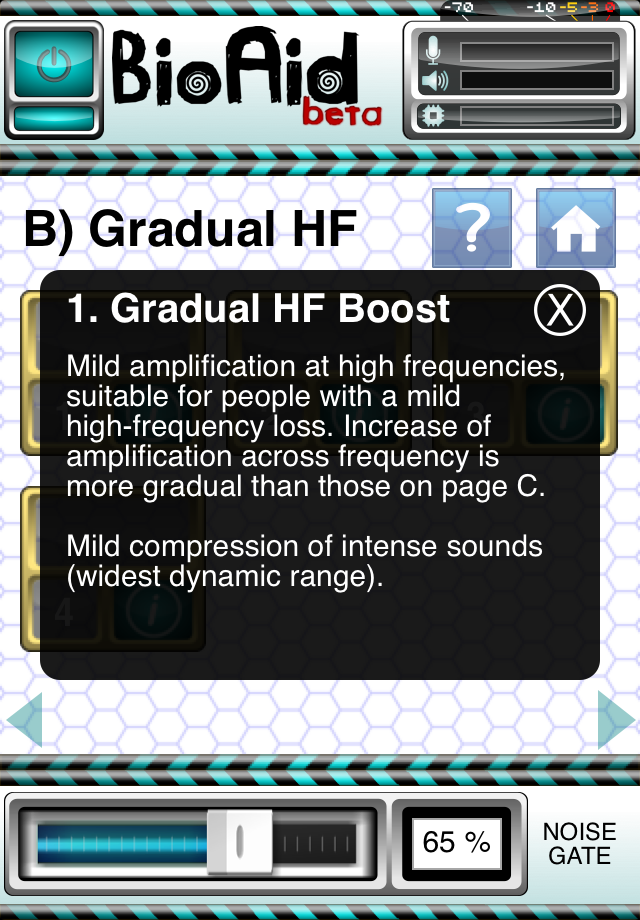 -70 -10 -5 -3 0
BioAid
beta
B) Gradual HF
?
1. Gradual HF Boost
X
Mild amplification at high frequencies,
suitable for people with a mild
high-frequency loss. Increase of
amplification across frequency is
more gradual than those on page C.
Mild compression of intense sounds
(widest dynamic range).
4 i
65 %
NOISE
GATE